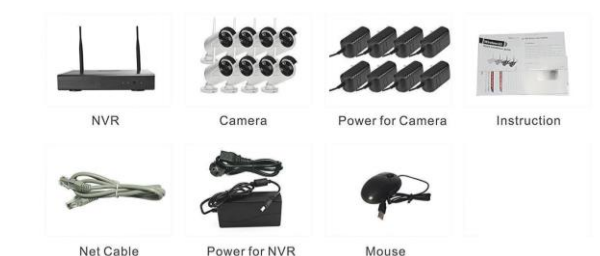 NVR
Camera
Power for Camera
Instruction
Net Cable
Power for NVR
Mouse